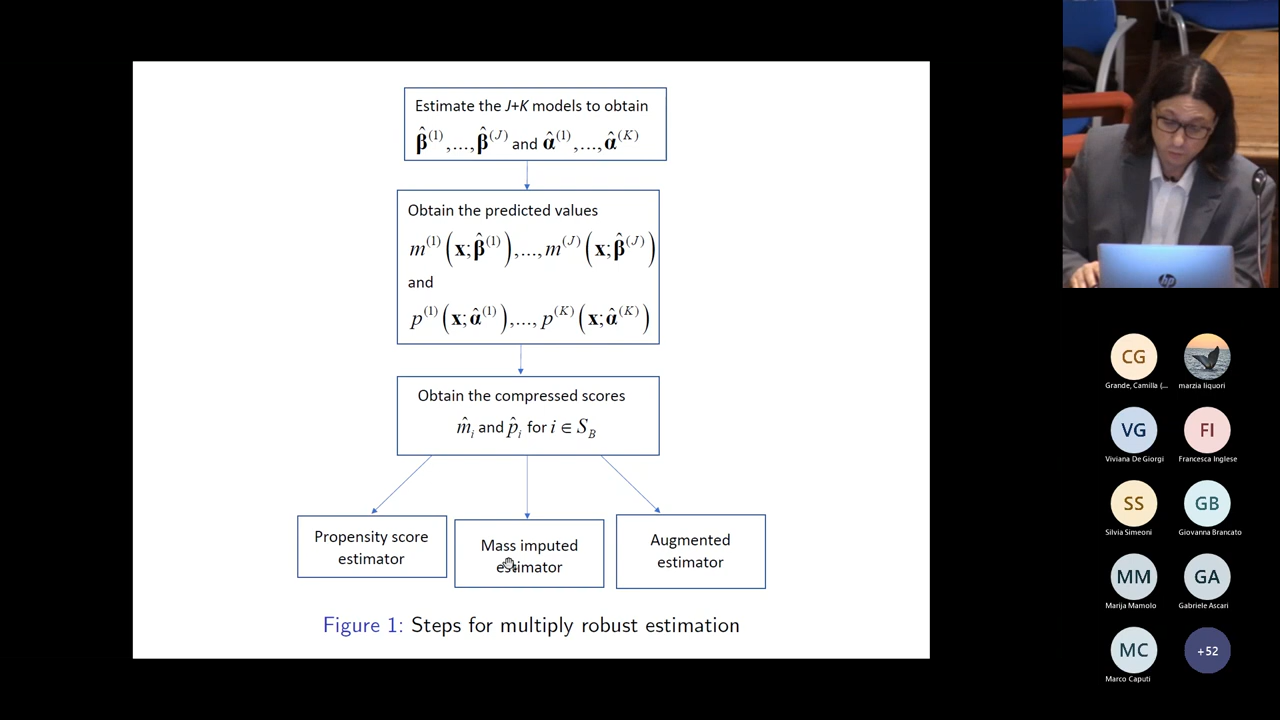 Estimate the J+K models to obtain
β̂⁽¹⁾,...,β̂⁽ᴶ⁾ and α̂⁽¹⁾,...,α̂⁽ᴷ⁾
Obtain the predicted values
m⁽¹⁾(x;β̂⁽¹⁾),...,m⁽ᴶ⁾(x;β̂⁽ᴶ⁾)
and
p⁽¹⁾(x;α̂⁽¹⁾),..., p⁽ᴷ⁾(x;α̂⁽ᴷ⁾)
Obtain the compressed scores
m̂ᵢ and p̂ᵢ for i ∈ S_B
Propensity score
estimator
Mass imputed
estimator
Augmented
estimator
Figure 1: Steps for multiply robust estimation
hp
CG
Grande, Camilla (...
marzia liquori
VG
Viviana De Giorgi
FI
Francesca Inglese
SS
Silvia Simeoni
GB
Giovanna Brancato
MM
Marija Mamolo
GA
Gabriele Ascari
MC
Marco Caputi
+52